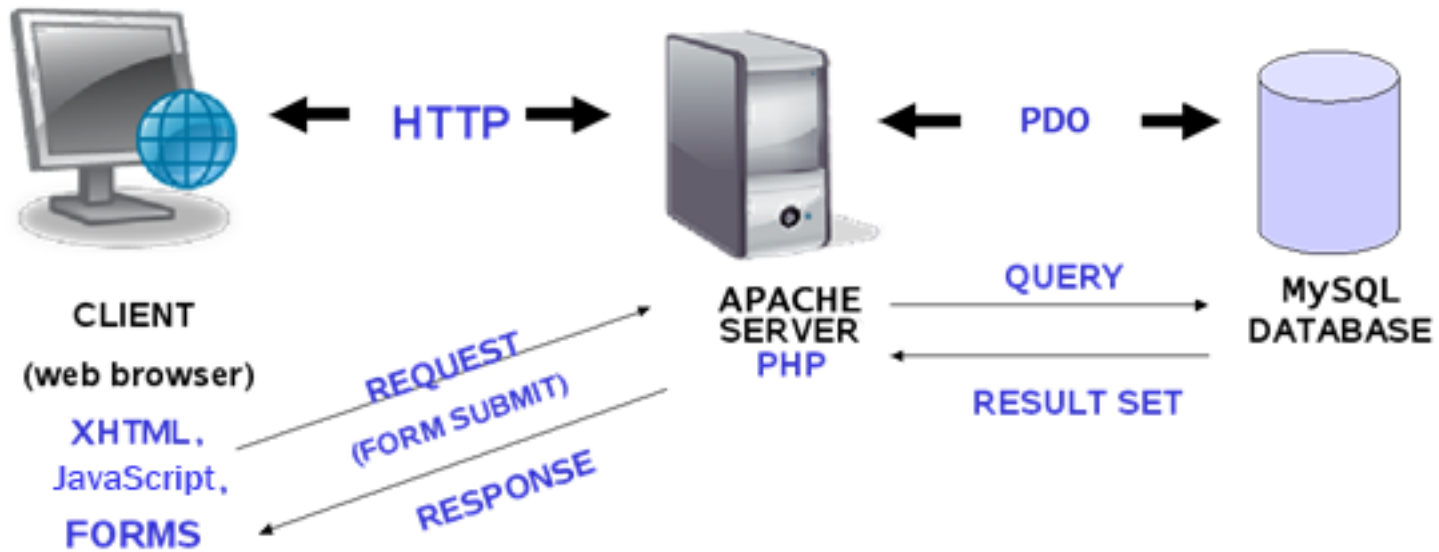 HTTP
PDO
CLIENT
(web browser)
XHTML,
JavaScript,
FORMS
REQUEST
(FORM SUBMIT)
RESPONSE
APACHE
SERVER
PHP
QUERY
RESULT SET
MySQL
DATABASE